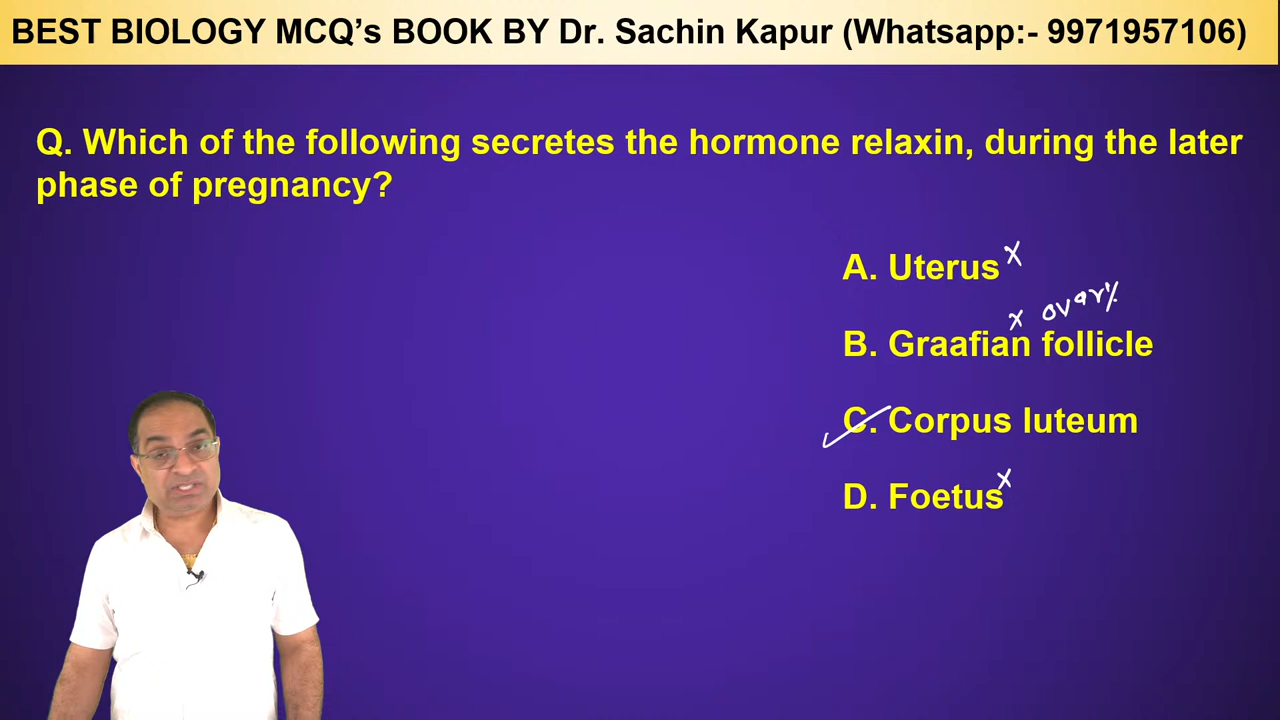 BEST BIOLOGY MCQ's BOOK BY Dr. Sachin Kapur (Whatsapp:- 9971957106)
Q. Which of the following secretes the hormone relaxin, during the later
phase of pregnancy?
A. Uterus x
x ovary
B. Graafian follicle
C. Corpus luteum
D. Foetus x